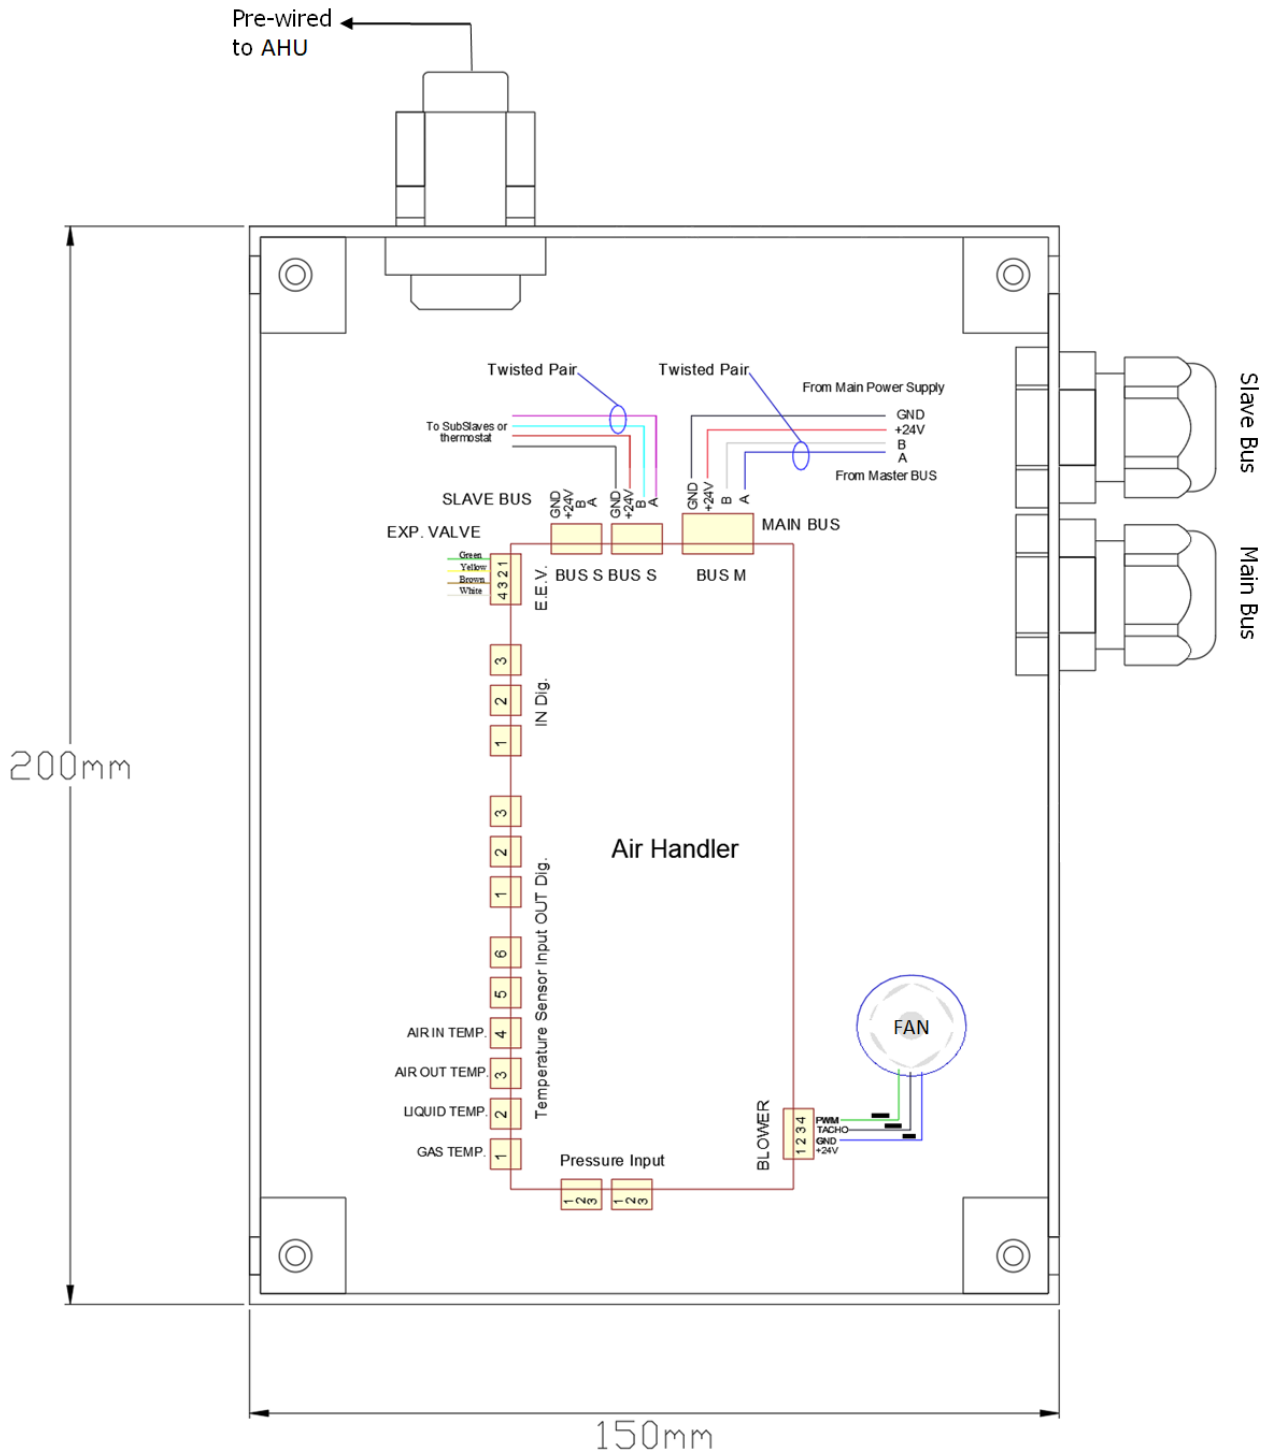 Pre-wired
to AHU
Slave Bus
Main Bus
Twisted Pair
Twisted Pair
From Main Power Supply
GND
+24V
B
A
From Master BUS
To SubSlaves or
thermostat
SLAVE BUS
GND
+24V
B
A
GND
+24V
B
A
GND
+24V
B
A
MAIN BUS
EXP. VALVE
Green
Yellow
Brown
White
4 3 2 1
E.E.V.
BUS S
BUS S
BUS M
3
2
1
IN Dig.
200mm
3
2
1
Air Handler
Temperature Sensor Input OUT Dig.
6
5
AIR IN TEMP.
4
AIR OUT TEMP.
3
LIQUID TEMP.
2
GAS TEMP.
1
FAN
BLOWER
1 2 3 4
PWM
TACHO
GND
+24V
Pressure Input
1 2 3
1 2 3
150mm